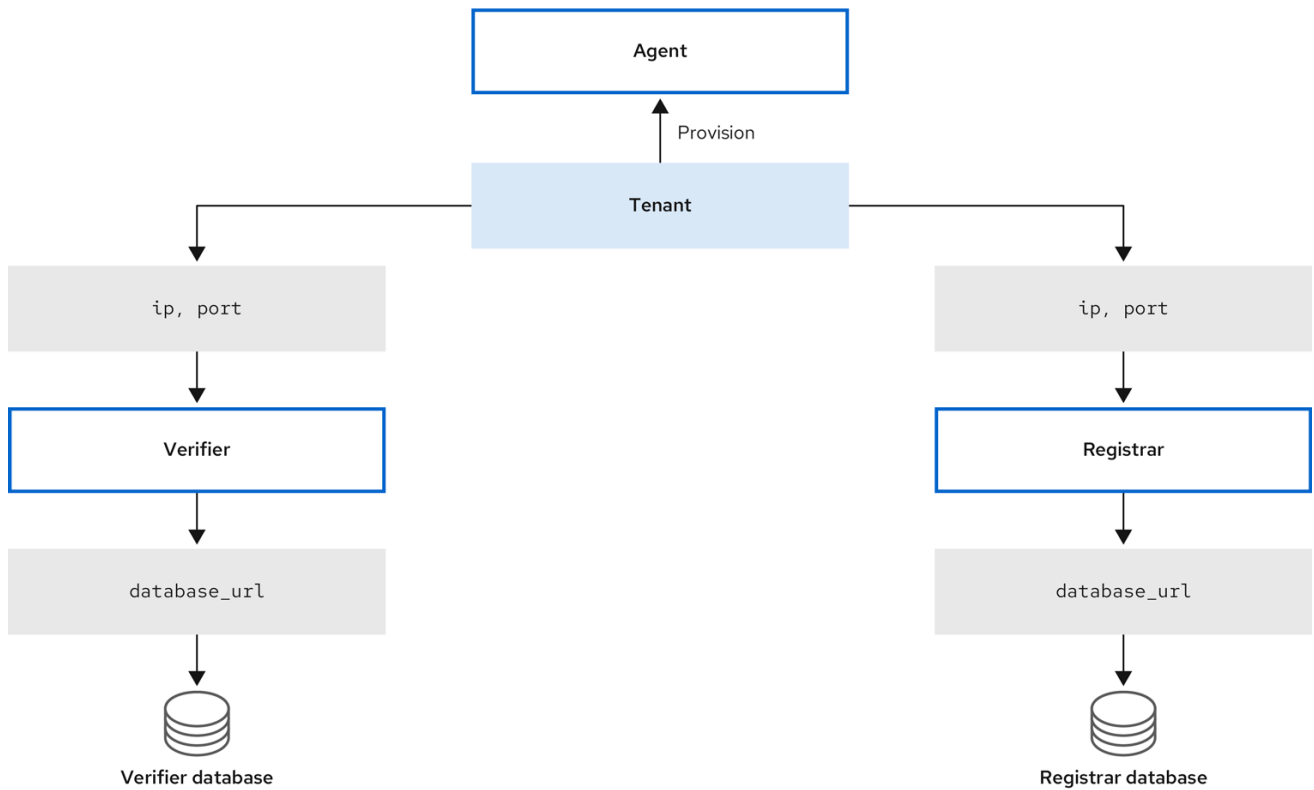 Agent
Provision
Tenant
ip, port
ip, port
Verifier
Registrar
database_url
database_url
Verifier database
Registrar database